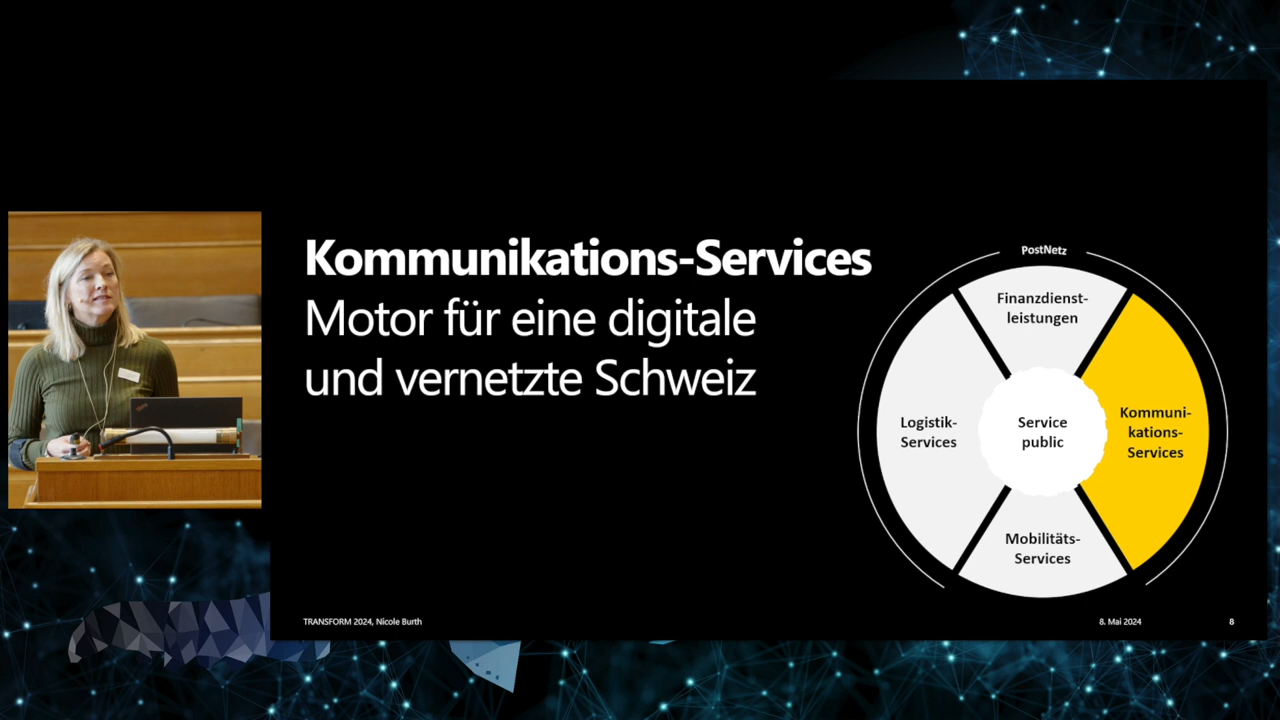 Kommunikations-Services
Motor für eine digitale
und vernetzte Schweiz
PostNetz
Finanzdienst-
leistungen
Logistik-
Services
Service
public
Kommuni-
kations-
Services
Mobilitäts-
Services
TRANSFORM 2024, Nicole Burth
8. Mai 2024
8